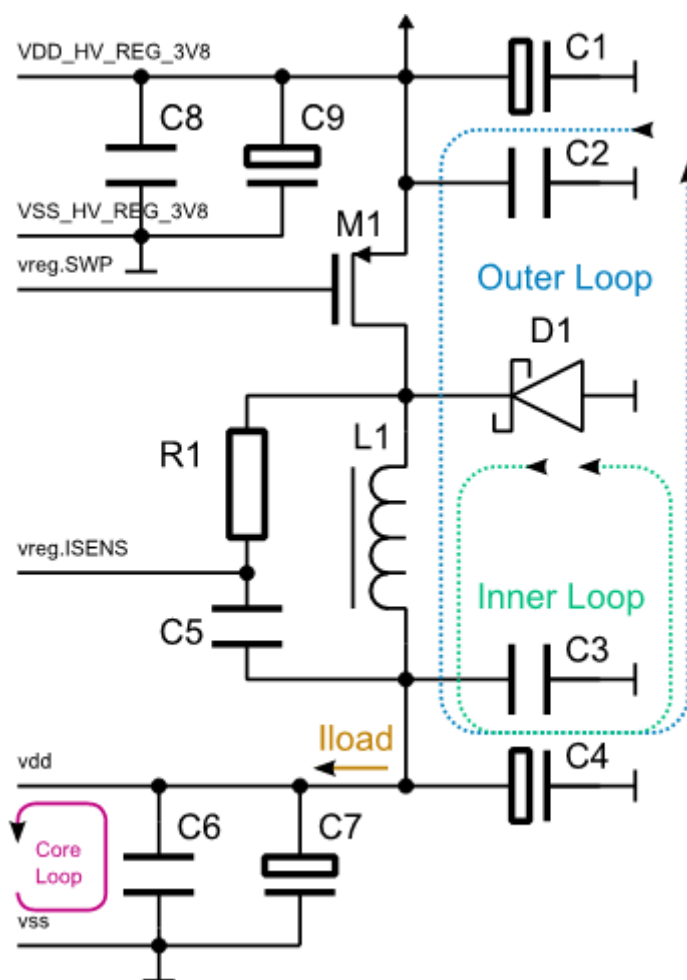 VDD_HV_REG_3V8
C1
C8
C9
C2
VSS_HV_REG_3V8
M1
vreg.SWP
Outer Loop
D1
L1
R1
vreg.ISENS
Inner Loop
C5
C3
Iload
vdd
C4
C6
C7
Core
Loop
vss